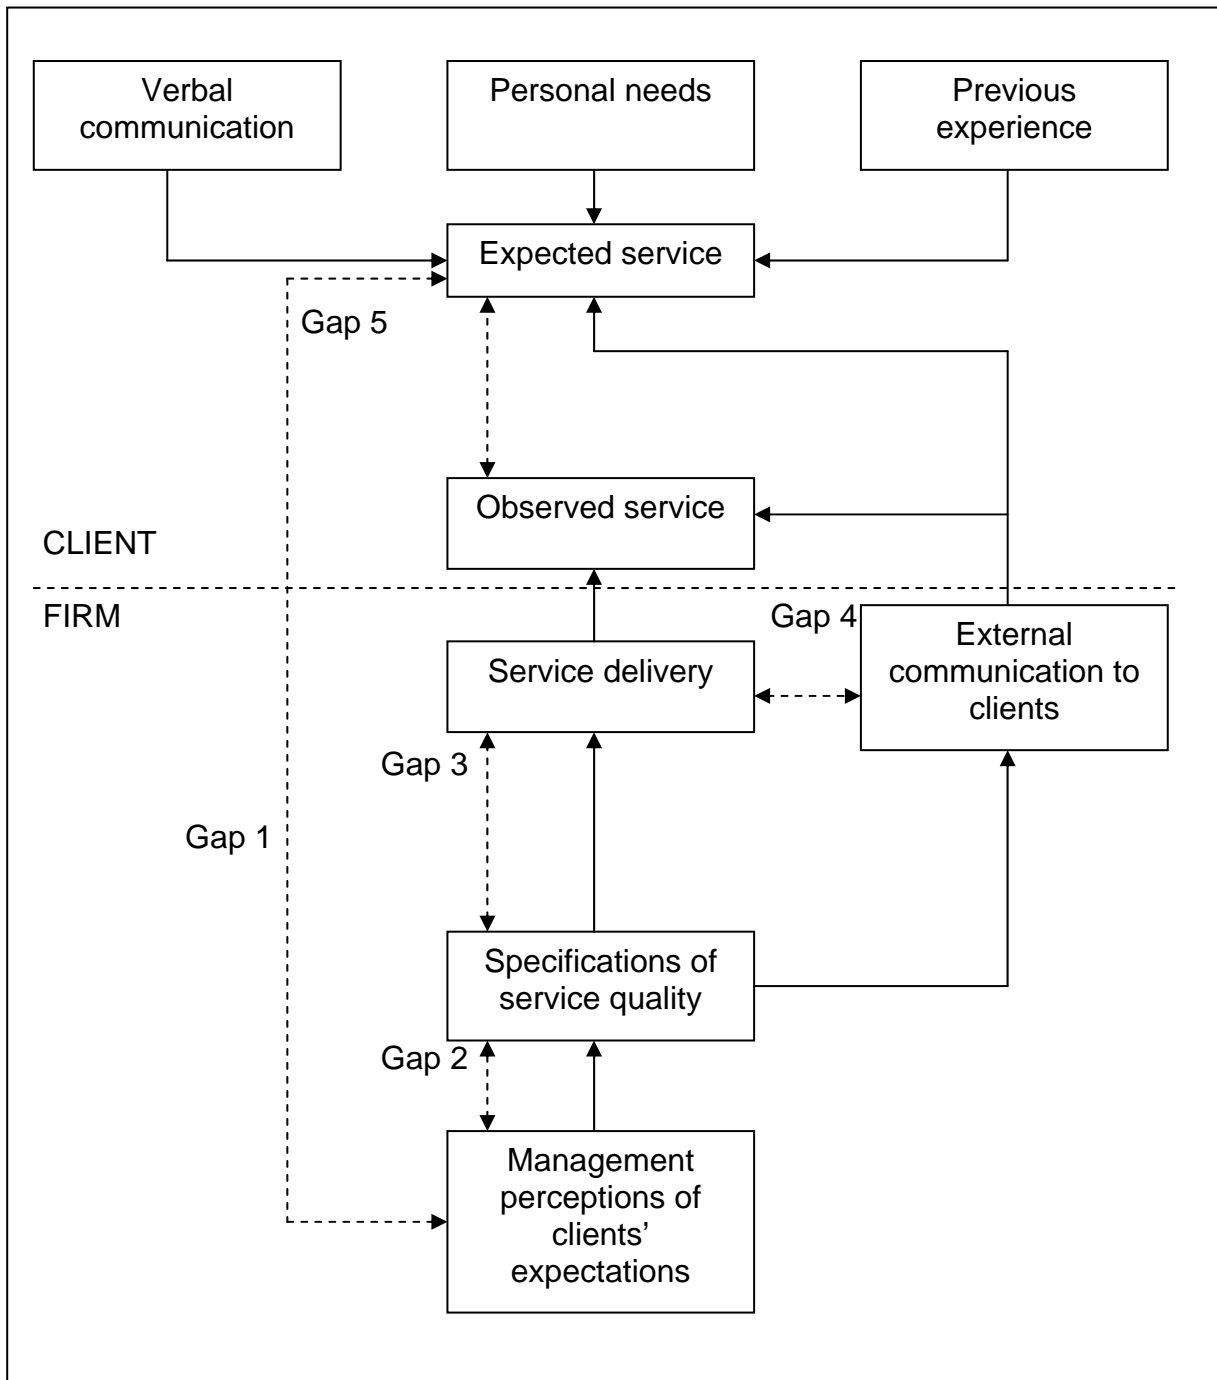 Verbal
communication
Personal needs
Previous
experience
Expected service
Gap 5
Observed service
CLIENT
FIRM
Gap 4
External
communication to
clients
Service delivery
Gap 3
Gap 1
Specifications of
service quality
Gap 2
Management
perceptions of
clients’
expectations